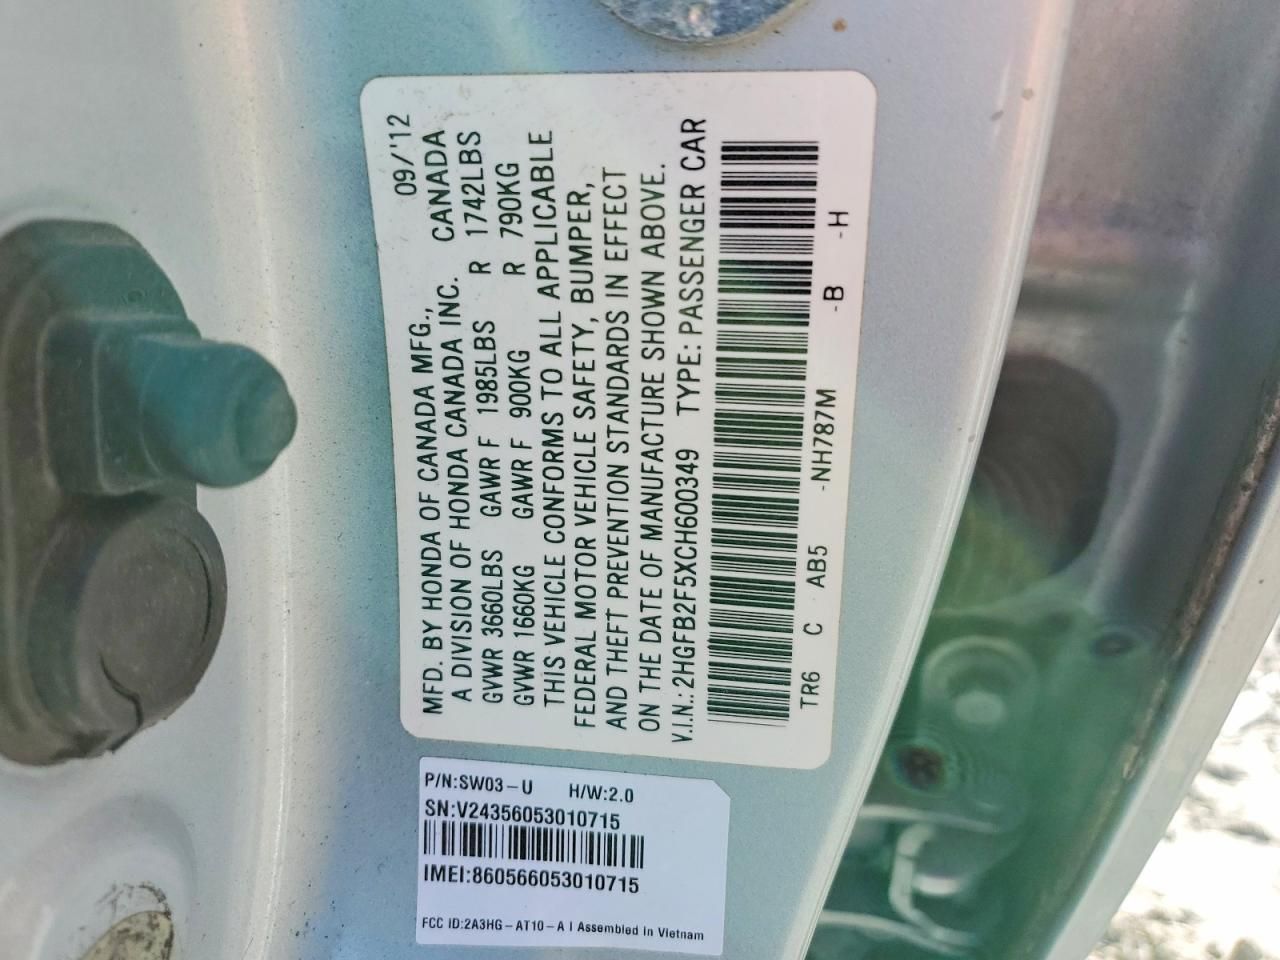 09/'12
MFD. BY HONDA OF CANADA MFG.,
A DIVISION OF HONDA CANADA INC. CANADA
GVWR 3660LBS GAWR F 1985LBS R 1742LBS
GVWR 1660KG GAWR F 900KG R 790KG
THIS VEHICLE CONFORMS TO ALL APPLICABLE
FEDERAL MOTOR VEHICLE SAFETY, BUMPER,
AND THEFT PREVENTION STANDARDS IN EFFECT
ON THE DATE OF MANUFACTURE SHOWN ABOVE.
V.I.N.: 2HGFB2F5XCH600349 TYPE: PASSENGER CAR
TR6 C AB5 -NH787M -B -H
P/N:SW03-U H/W:2.0
SN:V24356053010715
IMEI:860566053010715
FCC ID:2A3HG-AT10-A I Assembled In Vietnam